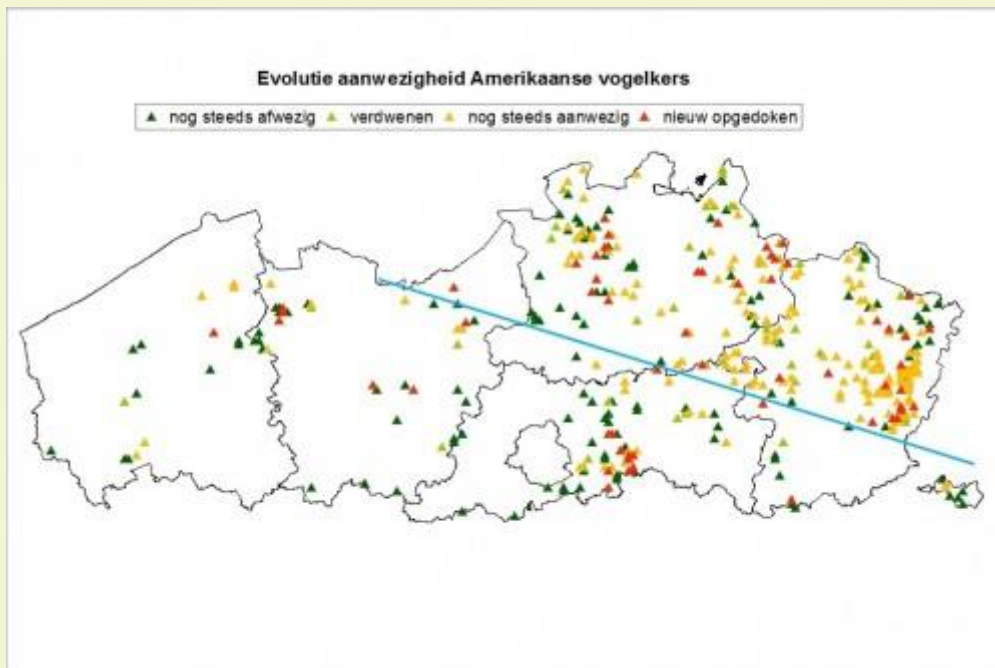 Evolutie aanwezigheid Amerikaanse vogelkers
nog steeds afwezig verdwenen nog steeds aanwezig nieuw opgedoken